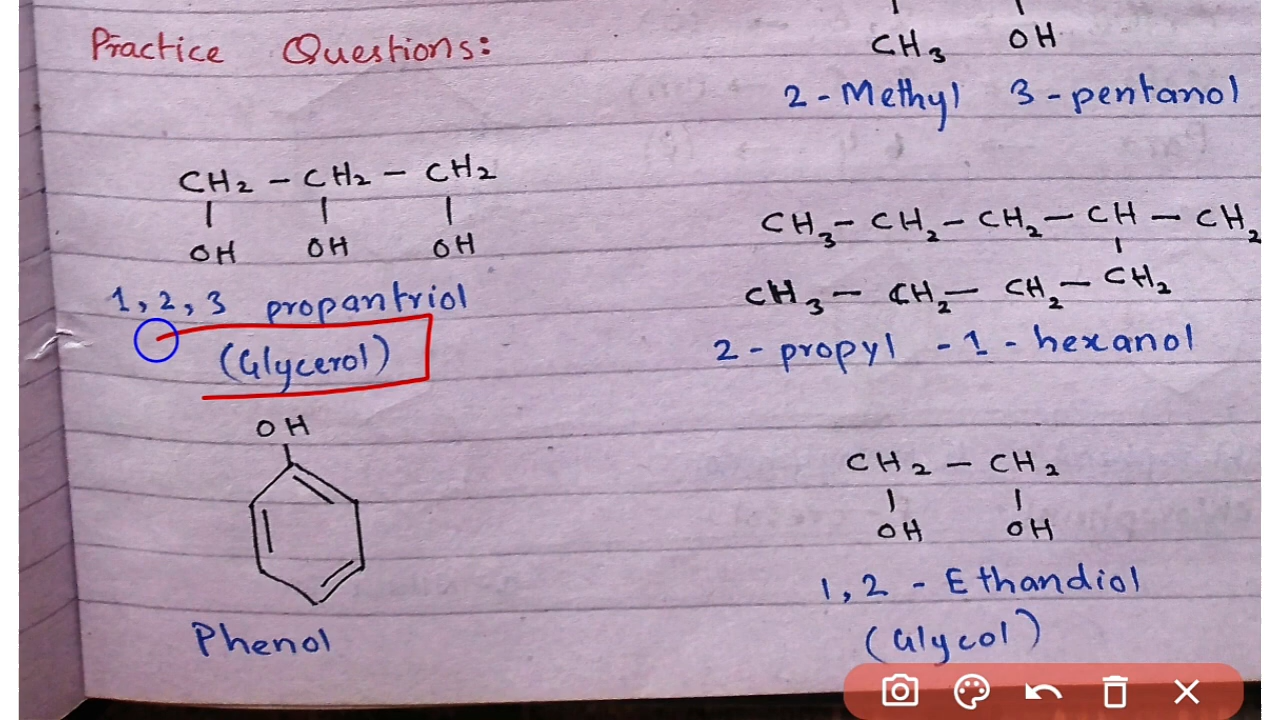 Practice Questions:
CH2 - CH2 - CH2
OH OH OH
1, 2, 3 propantriol
(Glycerol)
OH
Phenol
CH3 OH
2 - Methyl 3 - pentanol
CH3 - CH2 - CH2 - CH - CH2
CH3 - CH2 - CH2 - CH2
2 - propyl - 1 - hexanol
CH2 - CH2
OH OH
1, 2 - Ethandiol
(Glycol)